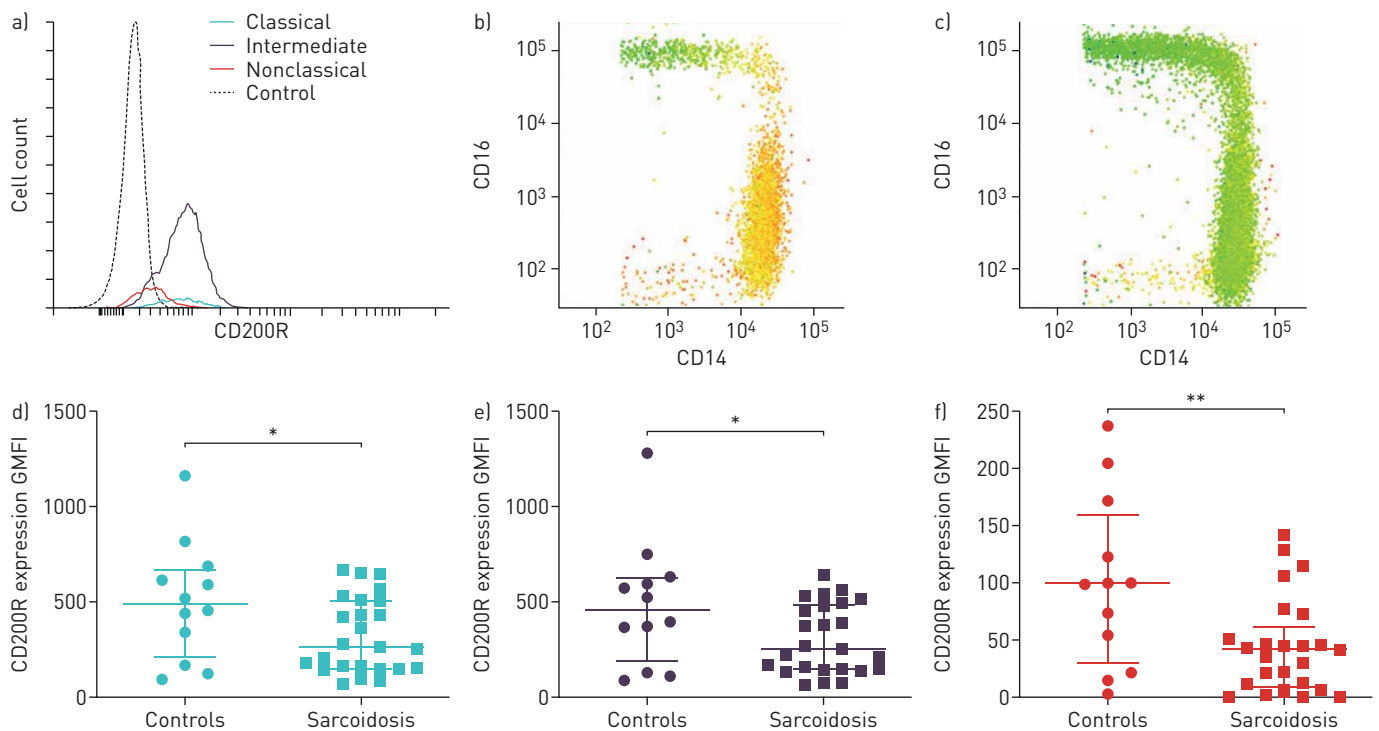 a)
Classical
Intermediate
Nonclassical
Control
Cell count
CD200R
b)
10⁵
10⁴
10³
10²
CD16
10² 10³ 10⁴ 10⁵
CD14
c)
10⁵
10⁴
10³
10²
CD16
10² 10³ 10⁴ 10⁵
CD14
d)
1500
1000
500
0
CD200R expression GMFI
*
Controls Sarcoidosis
e)
1500
1000
500
0
CD200R expression GMFI
*
Controls Sarcoidosis
f)
250
200
150
100
50
0
CD200R expression GMFI
**
Controls Sarcoidosis